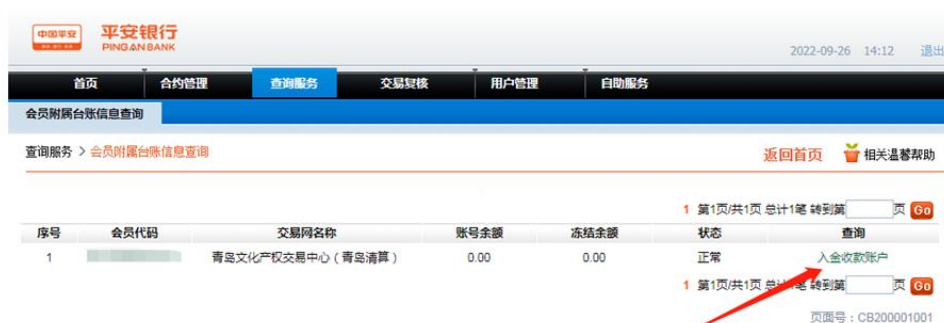 中国平安 平安银行
PINGAN BANK
2022-09-26 14:12 退出
首页 合约管理 查询服务 交易复核 用户管理 自助服务
会员附属台账信息查询
查询服务 > 会员附属台账信息查询 返回首页 相关温馨帮助
1 第1页/共1页 总计1笔 转到第 页 Go
序号 会员代码 交易网名称 账号余额 冻结余额 状态 查询
1 青岛文化产权交易中心（青岛清算） 0.00 0.00 正常 入金收款账户
1 第1页/共1页 总计1笔 转到第 页 Go
页面号：CB200001001